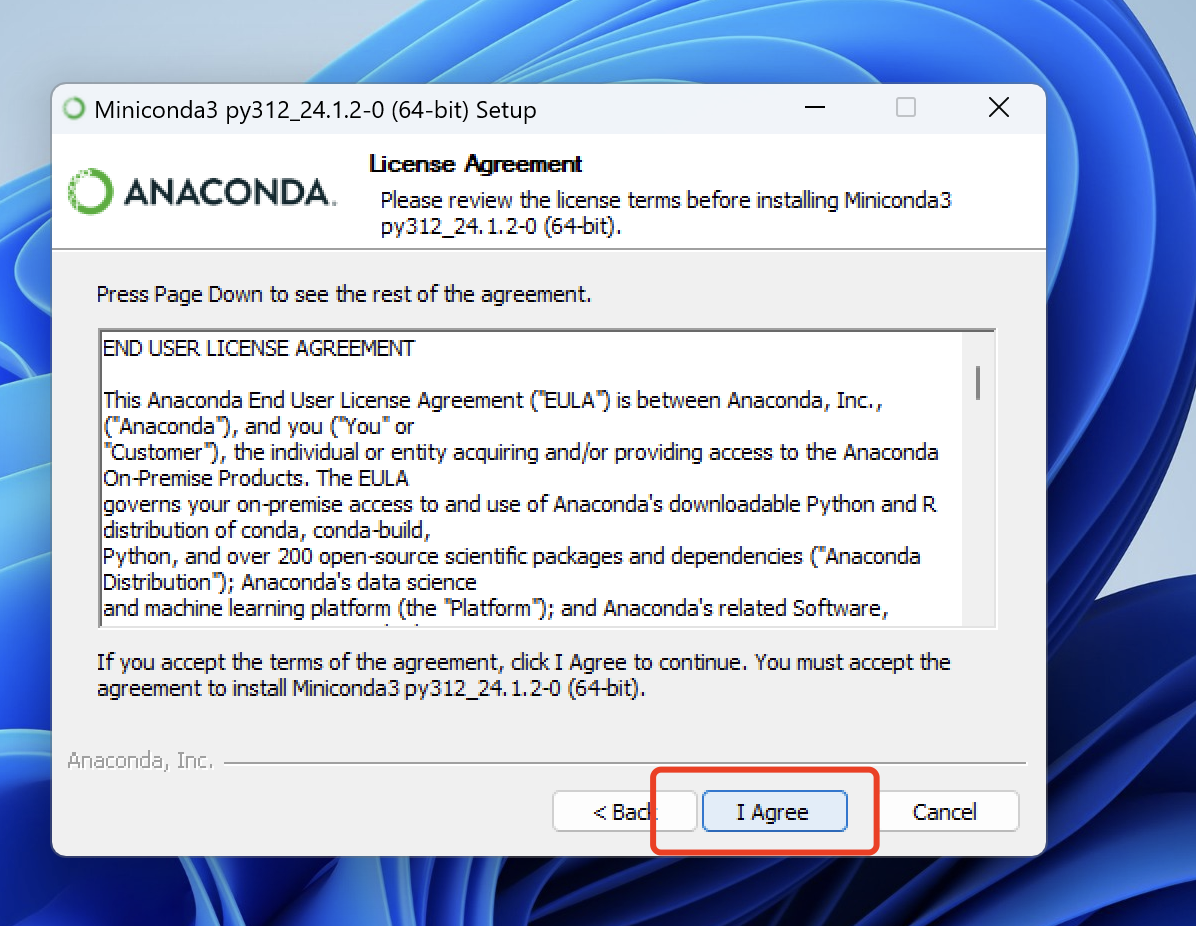 Miniconda3 py312_24.1.2-0 (64-bit) Setup
ANACONDA.
License Agreement
Please review the license terms before installing Miniconda3
py312_24.1.2-0 (64-bit).
Press Page Down to see the rest of the agreement.
END USER LICENSE AGREEMENT
This Anaconda End User License Agreement ("EULA") is between Anaconda, Inc.,
("Anaconda"), and you ("You" or
"Customer"), the individual or entity acquiring and/or providing access to the Anaconda
On-Premise Products. The EULA
governs your on-premise access to and use of Anaconda's downloadable Python and R
distribution of conda, conda-build,
Python, and over 200 open-source scientific packages and dependencies ("Anaconda
Distribution"); Anaconda's data science
and machine learning platform (the "Platform"); and Anaconda's related Software,
If you accept the terms of the agreement, click I Agree to continue. You must accept the
agreement to install Miniconda3 py312_24.1.2-0 (64-bit).
Anaconda, Inc.
< Back
I Agree
Cancel